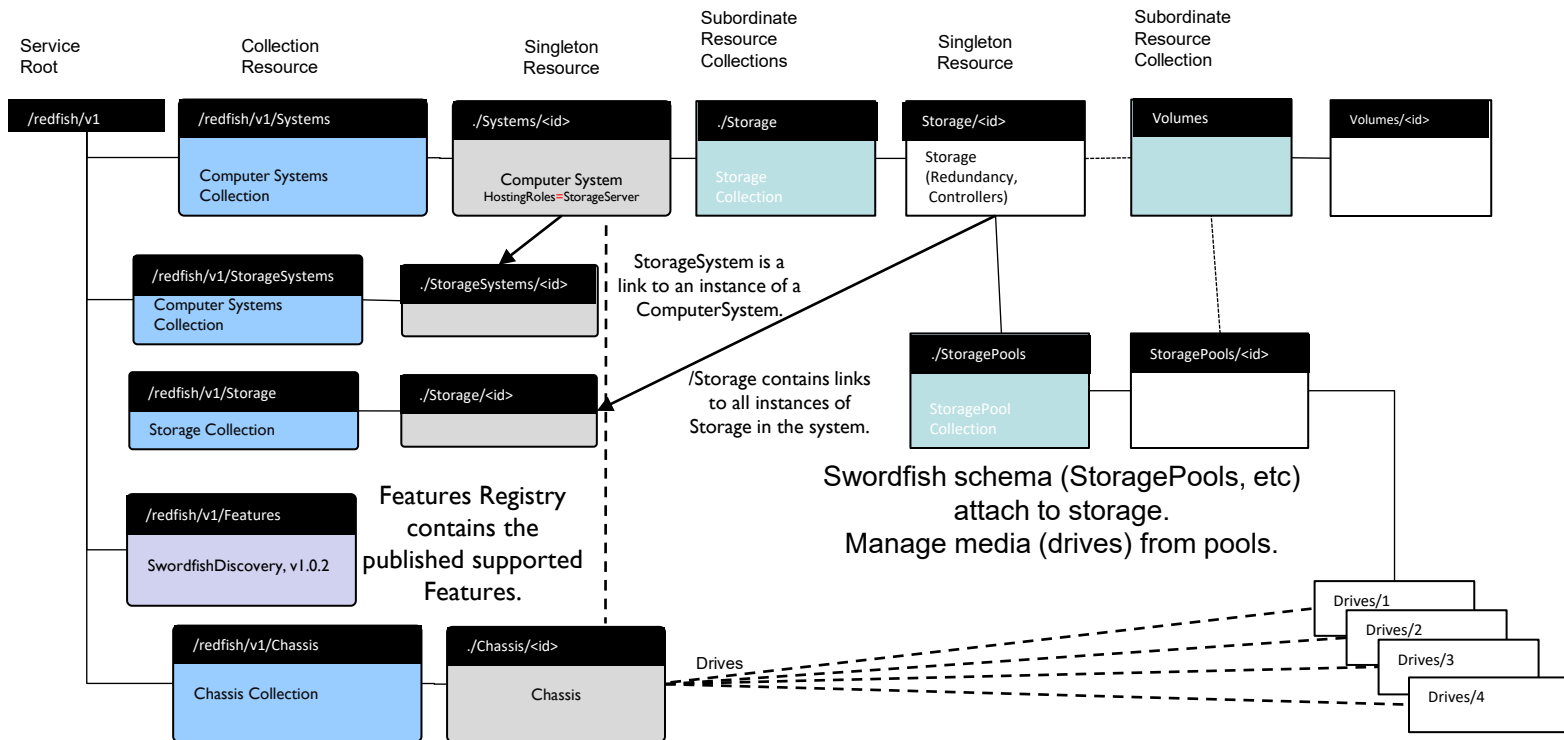 Service
Root
Collection
Resource
Singleton
Resource
Subordinate
Resource
Collections
Singleton
Resource
Subordinate
Resource
Collection
/redfish/v1
/redfish/v1/Systems
Computer Systems
Collection
./Systems/<id>
Computer System
HostingRoles=StorageServer
./Storage
Storage
Collection
Storage/<id>
Storage
(Redundancy,
Controllers)
Volumes
Volumes/<id>
/redfish/v1/StorageSystems
Computer Systems
Collection
./StorageSystems/<id>
StorageSystem is a
link to an instance of a
ComputerSystem.
/redfish/v1/Storage
Storage Collection
./Storage/<id>
/Storage contains links
to all instances of
Storage in the system.
./StoragePools
StoragePool
Collection
StoragePools/<id>
Swordfish schema (StoragePools, etc)
attach to storage.
Manage media (drives) from pools.
/redfish/v1/Features
SwordfishDiscovery, v1.0.2
Features Registry
contains the
published supported
Features.
/redfish/v1/Chassis
Chassis Collection
./Chassis/<id>
Chassis
Drives
Drives/1
Drives/2
Drives/3
Drives/4